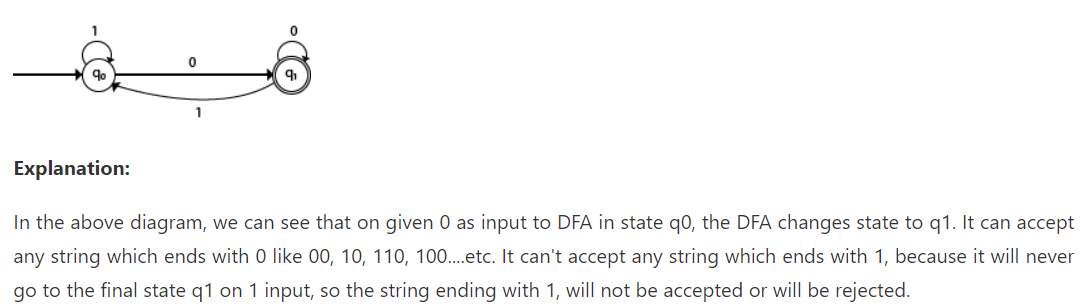 1 0
0
q0 q1
1
Explanation:
In the above diagram, we can see that on given 0 as input to DFA in state q0, the DFA changes state to q1. It can accept
any string which ends with 0 like 00, 10, 110, 100....etc. It can't accept any string which ends with 1, because it will never
go to the final state q1 on 1 input, so the string ending with 1, will not be accepted or will be rejected.